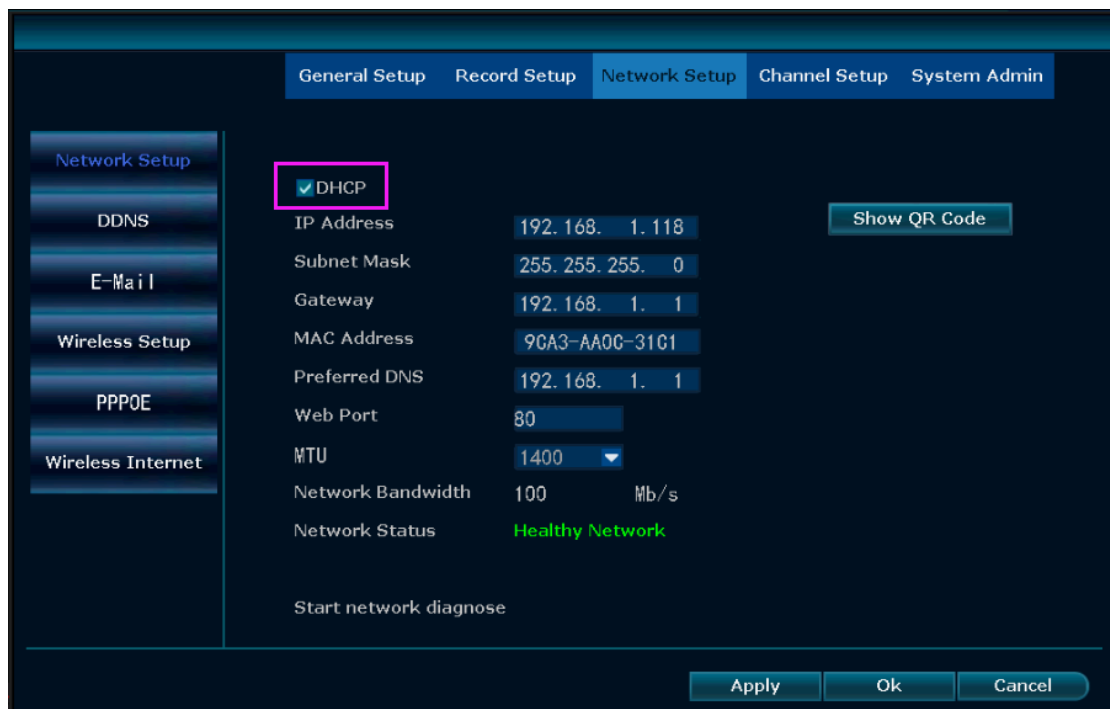 General Setup Record Setup Network Setup Channel Setup System Admin
Network Setup
DDNS
E-Mail
Wireless Setup
PPPOE
Wireless Internet
DHCP
IP Address 192.168. 1.118 Show QR Code
Subnet Mask 255.255.255. 0
Gateway 192.168. 1. 1
MAC Address 9CA3-AA0C-31C1
Preferred DNS 192.168. 1. 1
Web Port 80
MTU 1400
Network Bandwidth 100 Mb/s
Network Status Healthy Network
Start network diagnose
Apply Ok Cancel